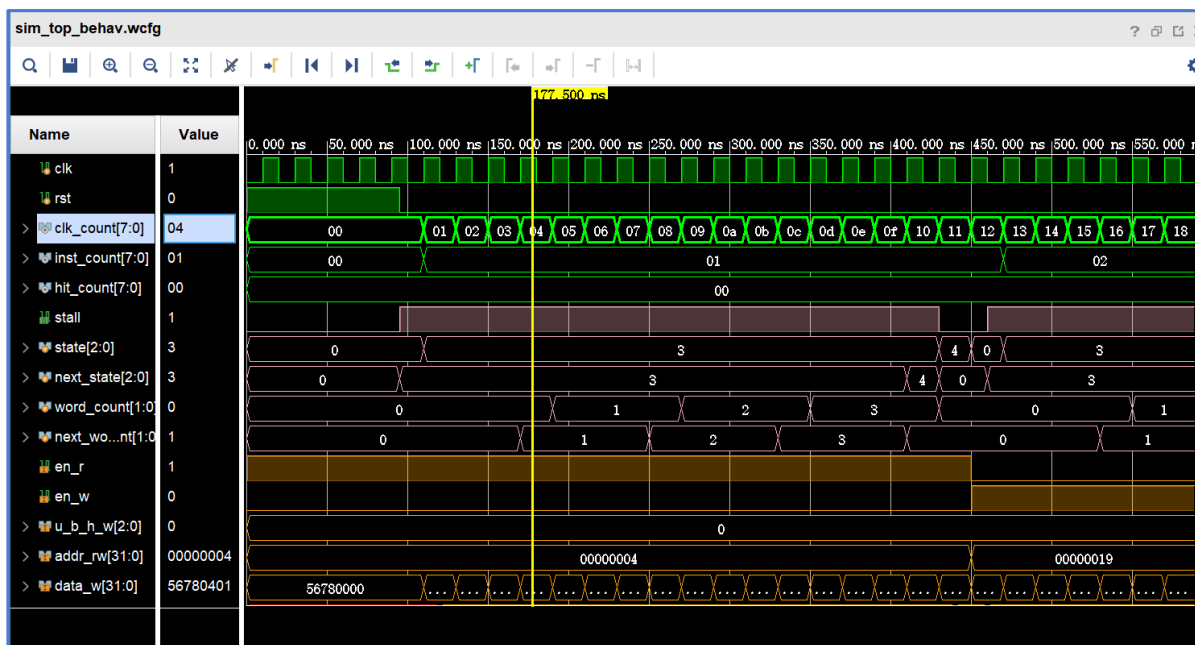 sim_top_behav.wcfg
?
177.500 ns
Name Value
0.000 ns 50.000 ns 100.000 ns 150.000 ns 200.000 ns 250.000 ns 300.000 ns 350.000 ns 400.000 ns 450.000 ns 500.000 ns 550.000 n
clk 1
rst 0
clk_count[7:0] 04 00 01 02 03 04 05 06 07 08 09 0a 0b 0c 0d 0e 0f 10 11 12 13 14 15 16 17 18
inst_count[7:0] 01 00 01 02
hit_count[7:0] 00 00
stall 1
state[2:0] 3 0 3 4 0 3
next_state[2:0] 3 0 3 4 0 3
word_count[1:0] 0 0 1 2 3 0 1
next_wo...nt[1:0 1 0 1 2 3 0 1
en_r 1
en_w 0
u_b_h_w[2:0] 0 0
addr_rw[31:0] 00000004 00000004 00000019
data_w[31:0] 56780401 56780000 ... ... ... ... ... ... ... ... ... ... ... ... ... ... ... ... ... ... ... ... ... ... ... ...